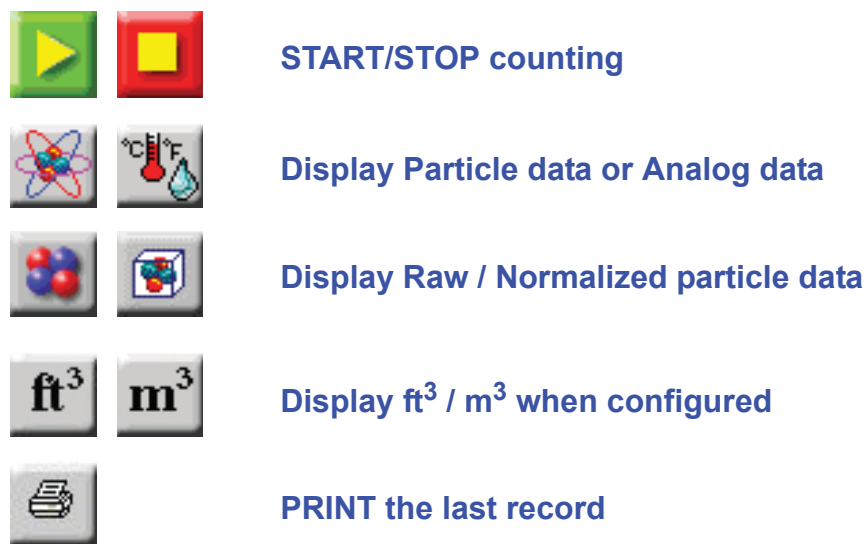 START/STOP counting
°C °F
Display Particle data or Analog data
Display Raw / Normalized particle data
ft³ m³
Display ft³ / m³ when configured
PRINT the last record